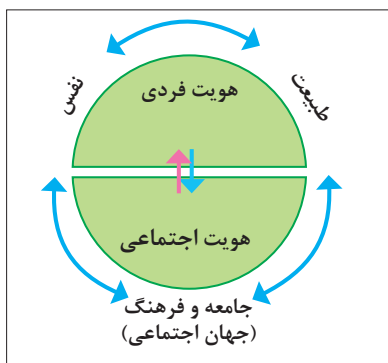 هویت فردی
طبیعت
نفس
هویت اجتماعی
جامعه و فرهنگ
(جهان اجتماعی)